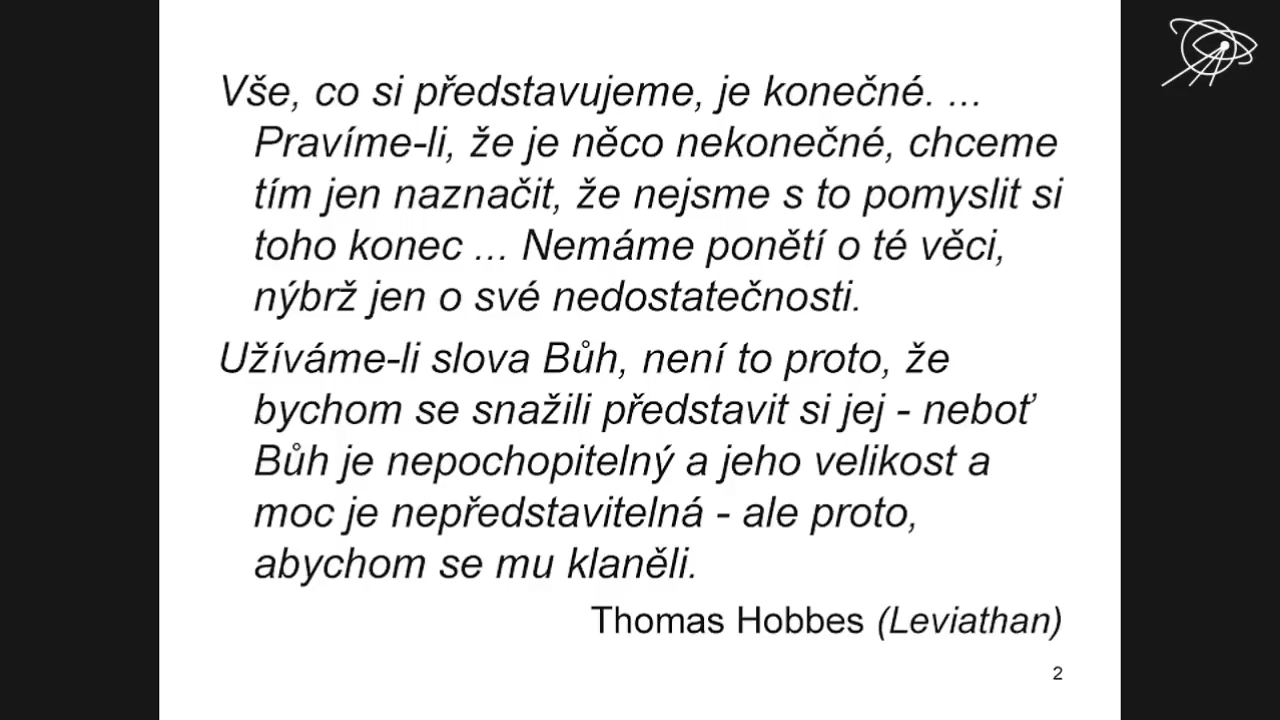 Vše, co si představujeme, je konečné. ...
Pravíme-li, že je něco nekonečné, chceme
tím jen naznačit, že nejsme s to pomyslit si
toho konec ... Nemáme ponětí o té věci,
nýbrž jen o své nedostatečnosti.
Užíváme-li slova Bůh, není to proto, že
bychom se snažili představit si jej - neboť
Bůh je nepochopitelný a jeho velikost a
moc je nepředstavitelná - ale proto,
abychom se mu klaněli.
Thomas Hobbes (Leviathan)
2